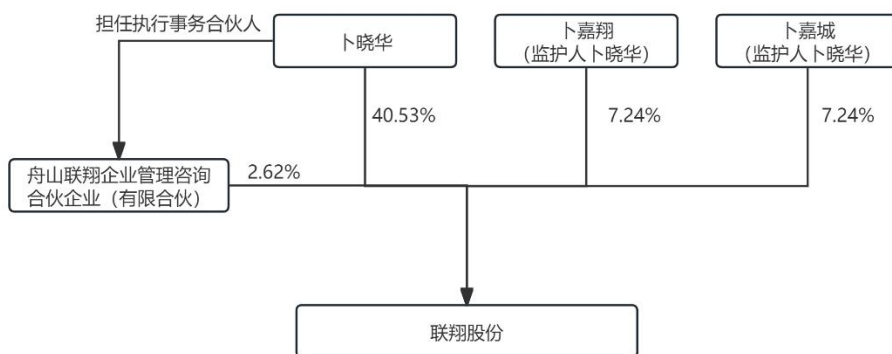 担任执行事务合伙人
卜晓华
卜嘉翔
(监护人卜晓华)
卜嘉城
(监护人卜晓华)
40.53%
7.24%
7.24%
舟山联翔企业管理咨询
合伙企业（有限合伙）
2.62%
联翔股份